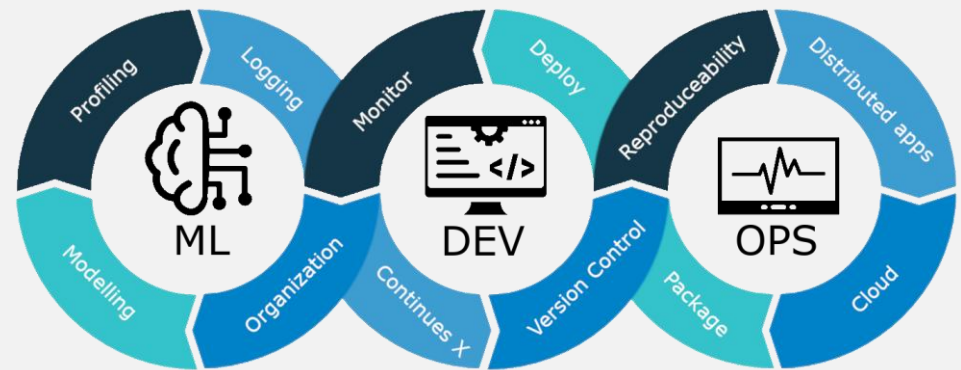 Profiling
Logging
Modelling
Organization
ML
Monitor
Deploy
Continues X
Version Control
</>
DEV
Reproduceability
Distributed apps
Package
Cloud
OPS